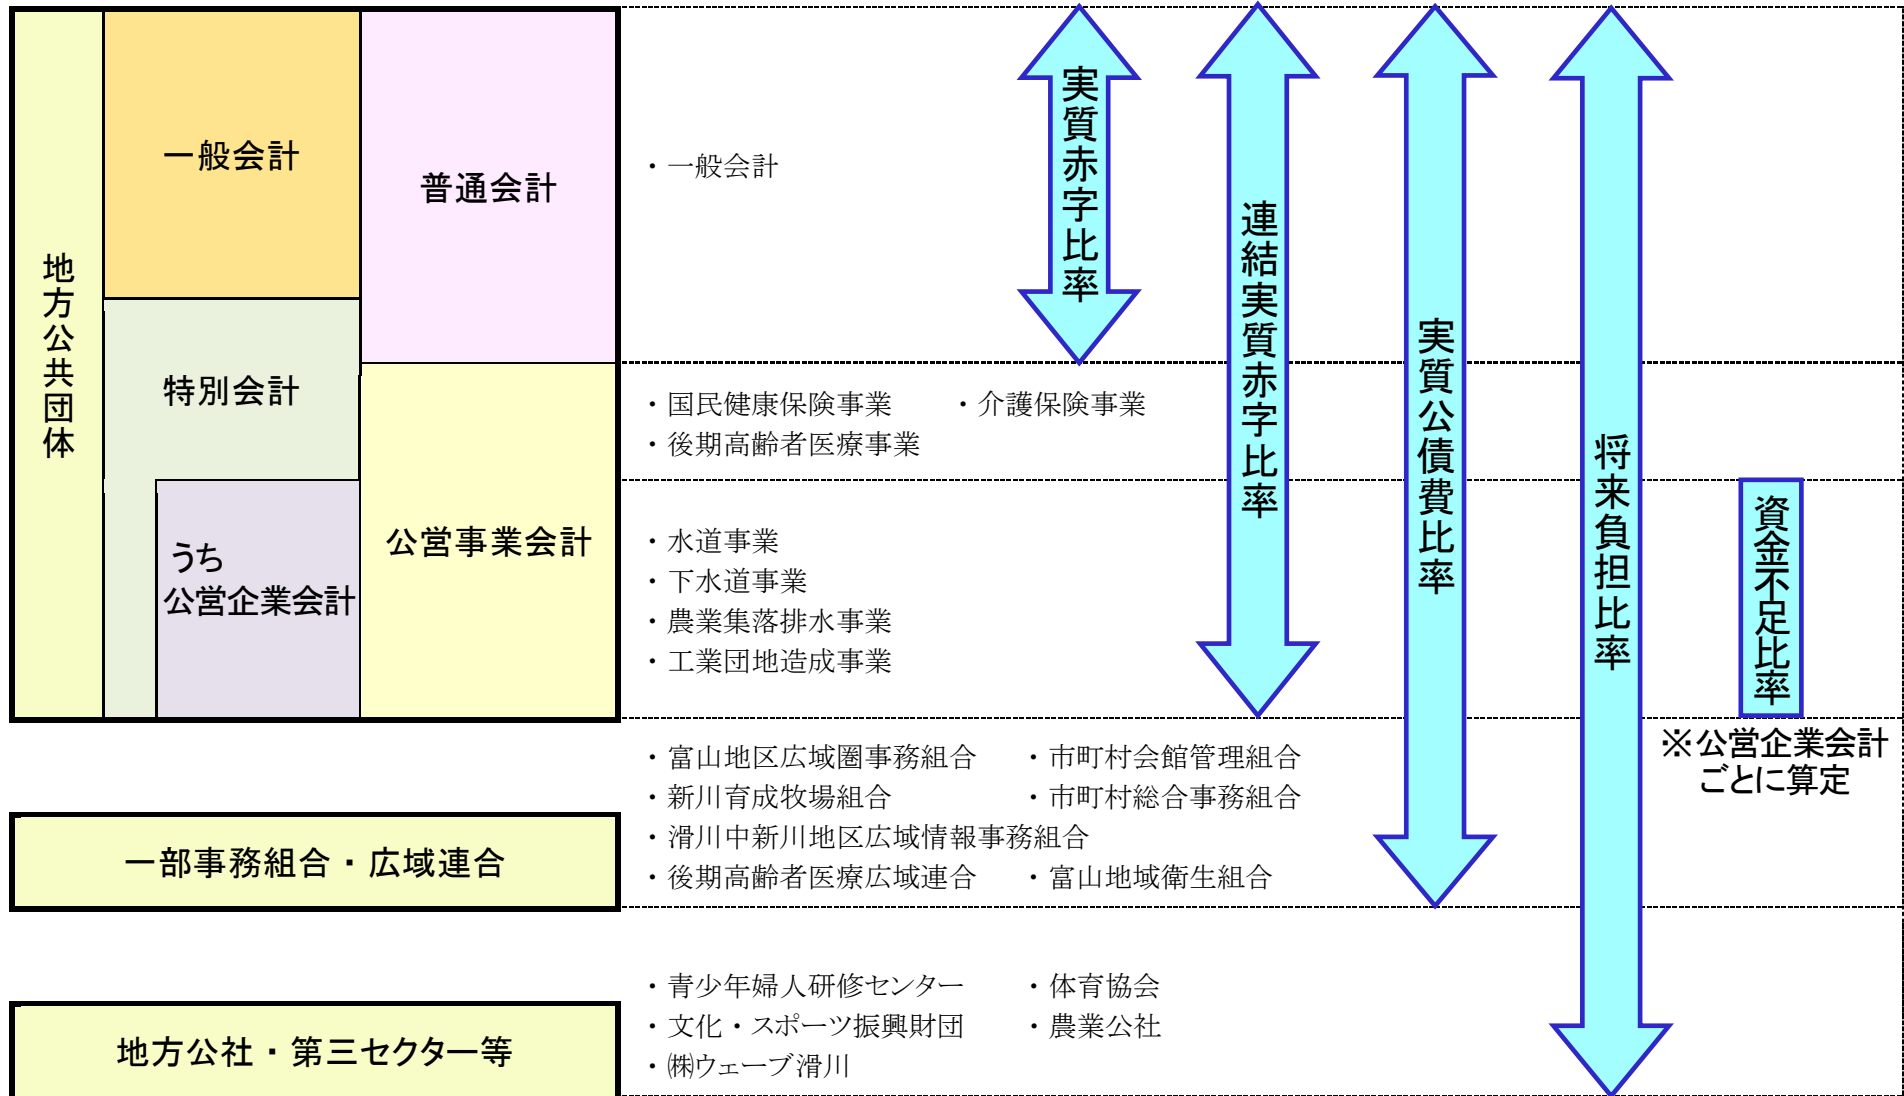 地方公共団体
一般会計
普通会計
特別会計
うち
公営企業会計
公営事業会計
・一般会計
・国民健康保険事業　・介護保険事業
・後期高齢者医療事業
・水道事業
・下水道事業
・農業集落排水事業
・工業団地造成事業
実質赤字比率
連結実質赤字比率
実質公債費比率
将来負担比率
資金不足比率
※公営企業会計
ごとに算定
一部事務組合・広域連合
・富山地区広域圏事務組合　・市町村会館管理組合
・新川育成牧場組合　・市町村総合事務組合
・滑川中新川地区広域情報事務組合
・後期高齢者医療広域連合　・富山地域衛生組合
地方公社・第三セクター等
・青少年婦人研修センター　・体育協会
・文化・スポーツ振興財団　・農業公社
・㈱ウェーブ滑川